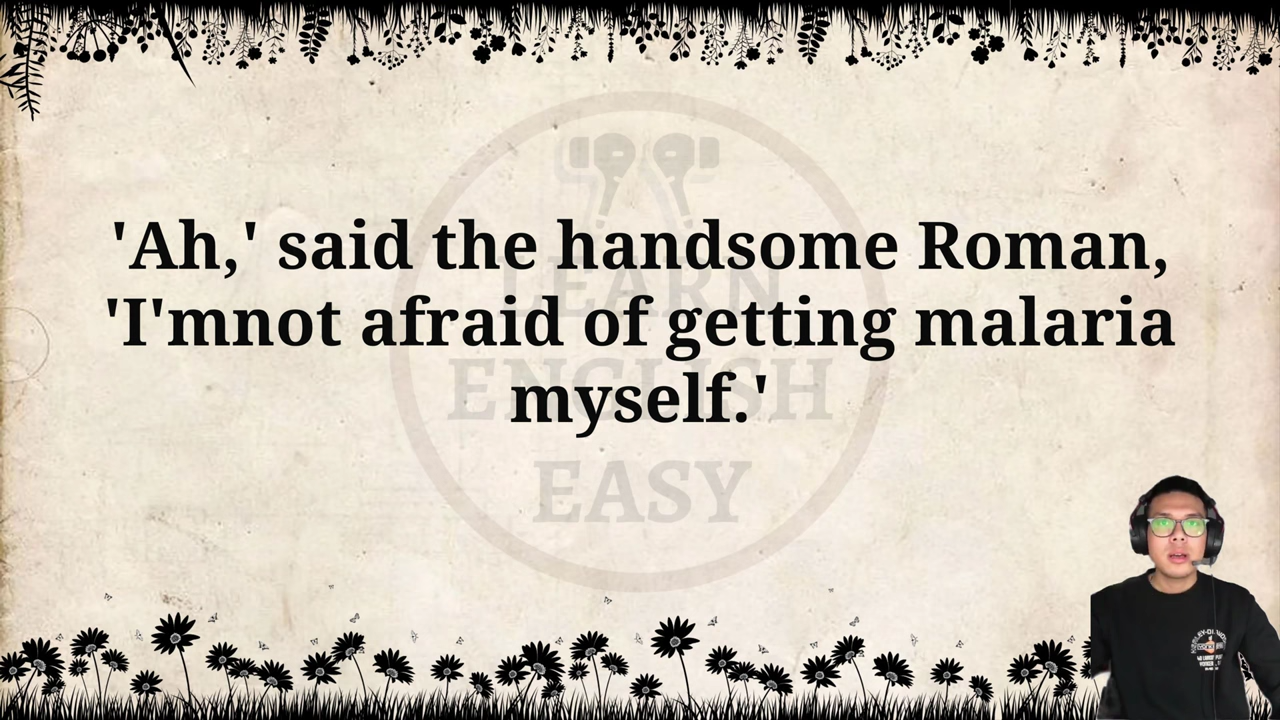 'Ah,' said the handsome Roman,
'I'mnot afraid of getting malaria
myself.'
LEARN
ENGLISH
EASY